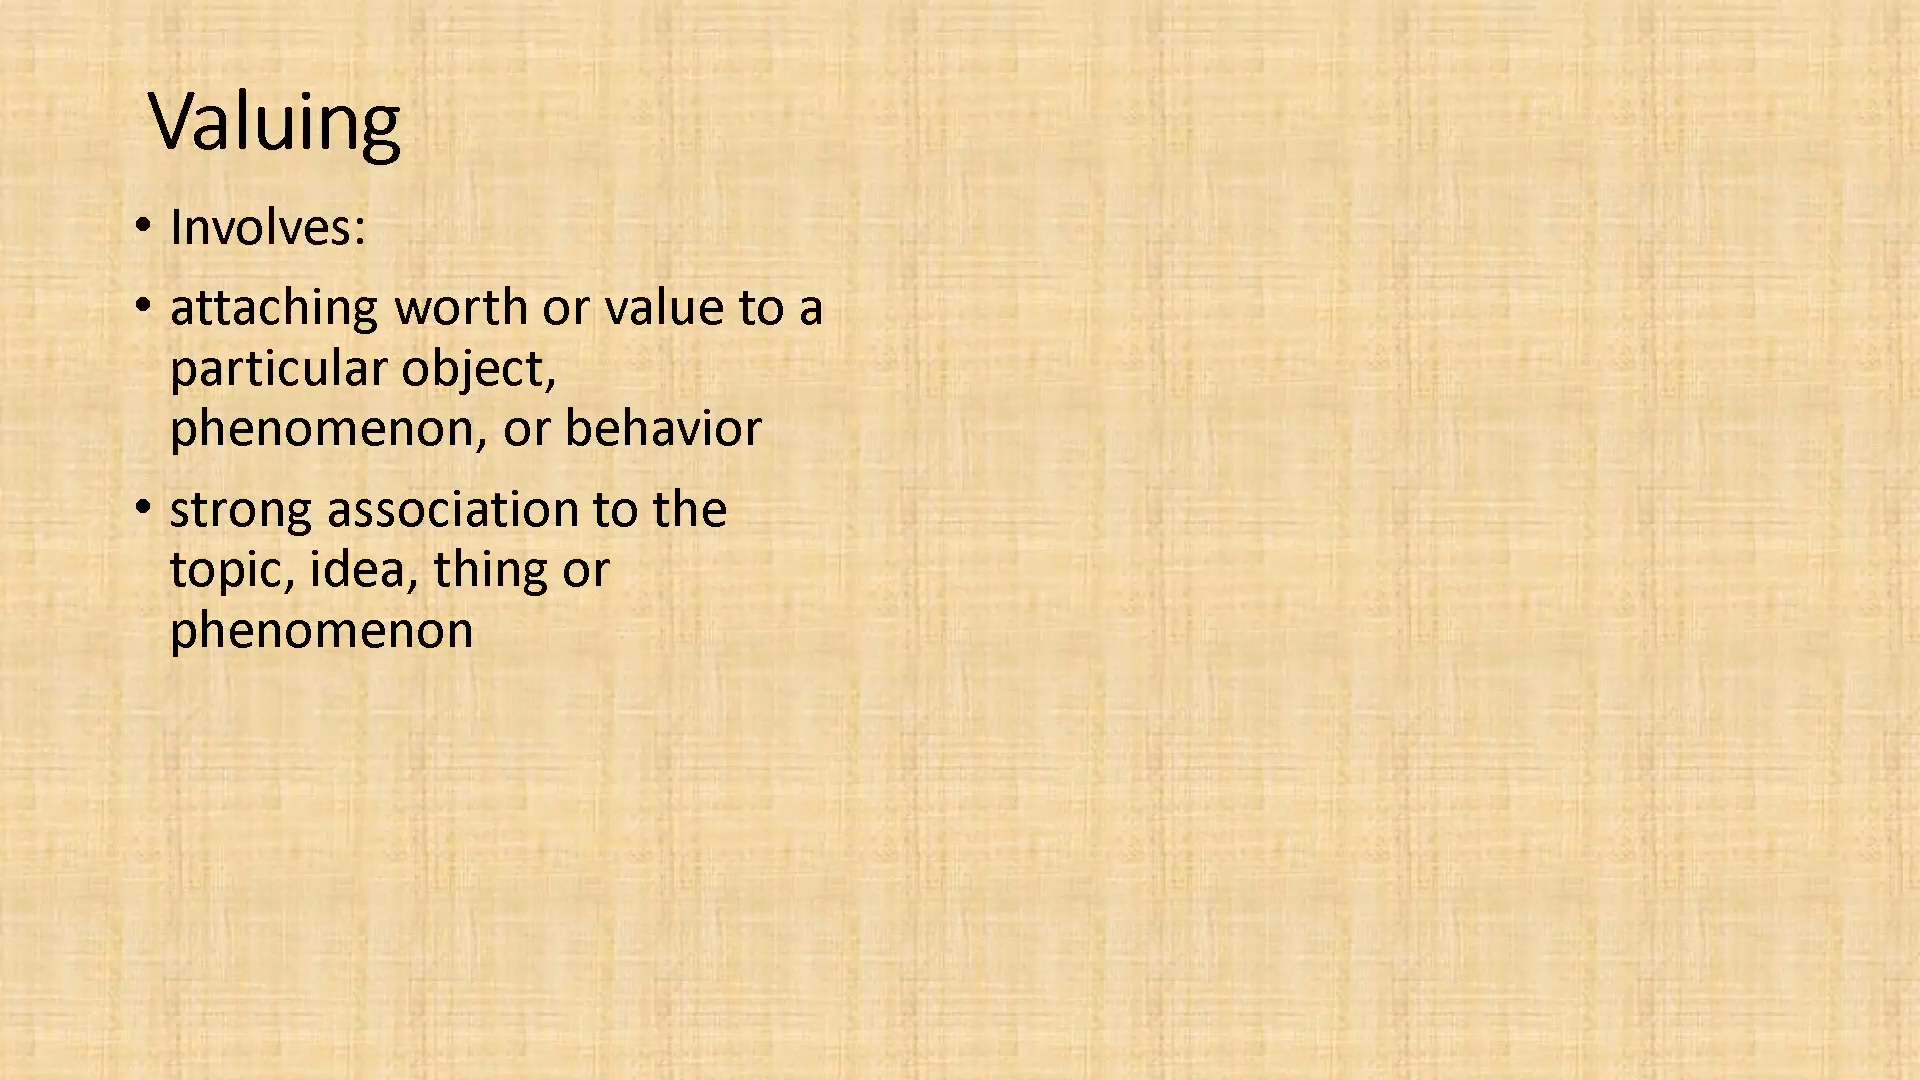 Valuing
• Involves:
• attaching worth or value to a
particular object,
phenomenon, or behavior
• strong association to the
topic, idea, thing or
phenomenon